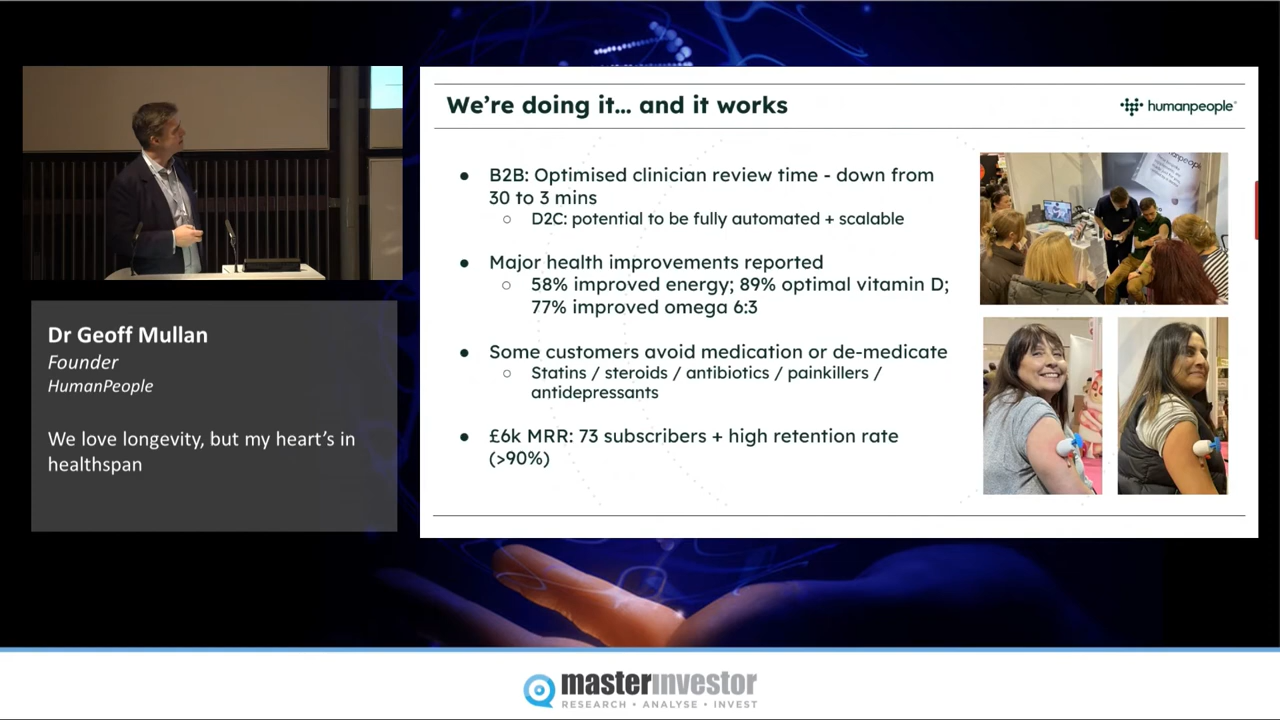 We're doing it... and it works
humanpeople
● B2B: Optimised clinician review time - down from
30 to 3 mins
○ D2C: potential to be fully automated + scalable
● Major health improvements reported
○ 58% improved energy; 89% optimal vitamin D;
77% improved omega 6:3
● Some customers avoid medication or de-medicate
○ Statins / steroids / antibiotics / painkillers /
antidepressants
● £6k MRR: 73 subscribers + high retention rate
(>90%)
Dr Geoff Mullan
Founder
HumanPeople
We love longevity, but my heart's in
healthspan
masterinvestor
RESEARCH • ANALYSE • INVEST